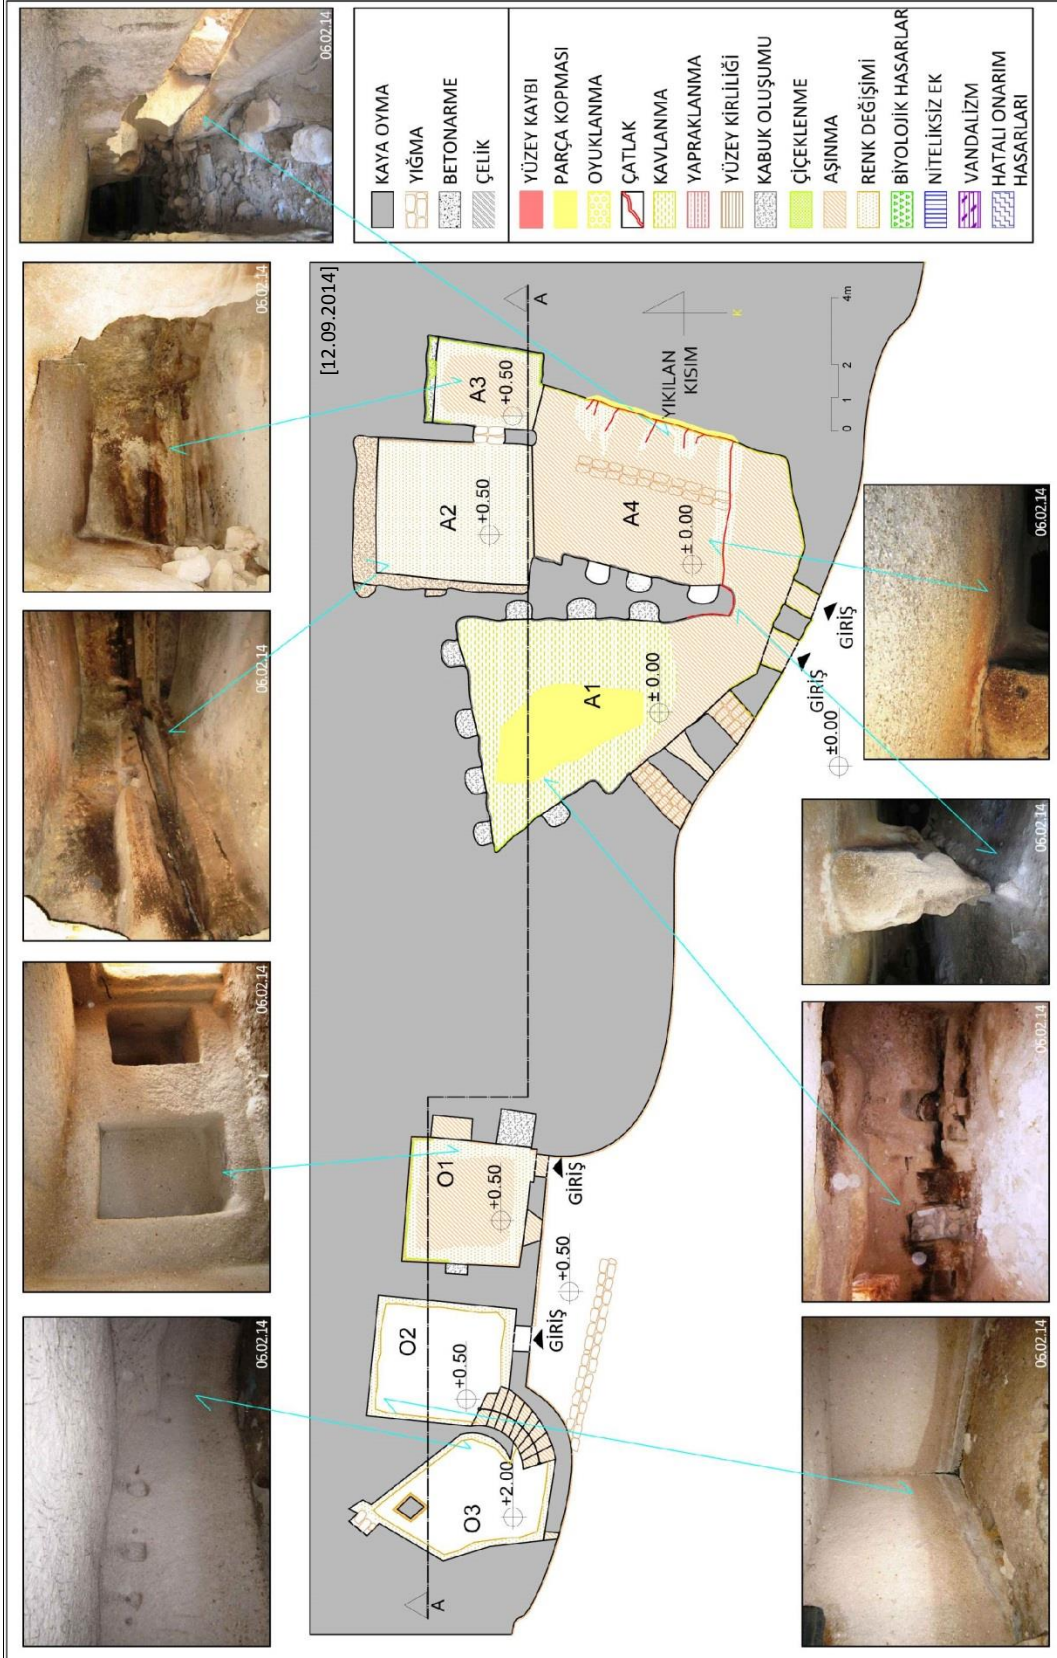 06.02.14
06.02.14
06.02.14
06.02.14
06.02.14
KAYA OYMA
YIĞMA
BETONARME
ÇELİK
YÜZEY KAYBI
PARÇA KOPMASI
OYUKLANMA
ÇATLAK
KAVLANMA
YAPRAKLANMA
YÜZEY KİRLİLİĞİ
KABUK OLUŞUMU
ÇİÇEKLENME
AŞINMA
RENK DEĞİŞİMİ
BİYOLOJİK HASARLAR
NİTELİKSİZ EK
VANDALİZM
HATALI ONARIM
HASARLARI
[12.09.2014]
A
O3
+2.00
O2
+0.50
GİRİŞ
+0.50
O1
+0.50
GİRİŞ
A1
± 0.00
A2
+0.50
A3
+0.50
A4
± 0.00
A
YIKILAN
KISIM
K
GİRİŞ
±0.00
GİRİŞ
0 1 2 4m
06.02.14
06.02.14
06.02.14
06.02.14